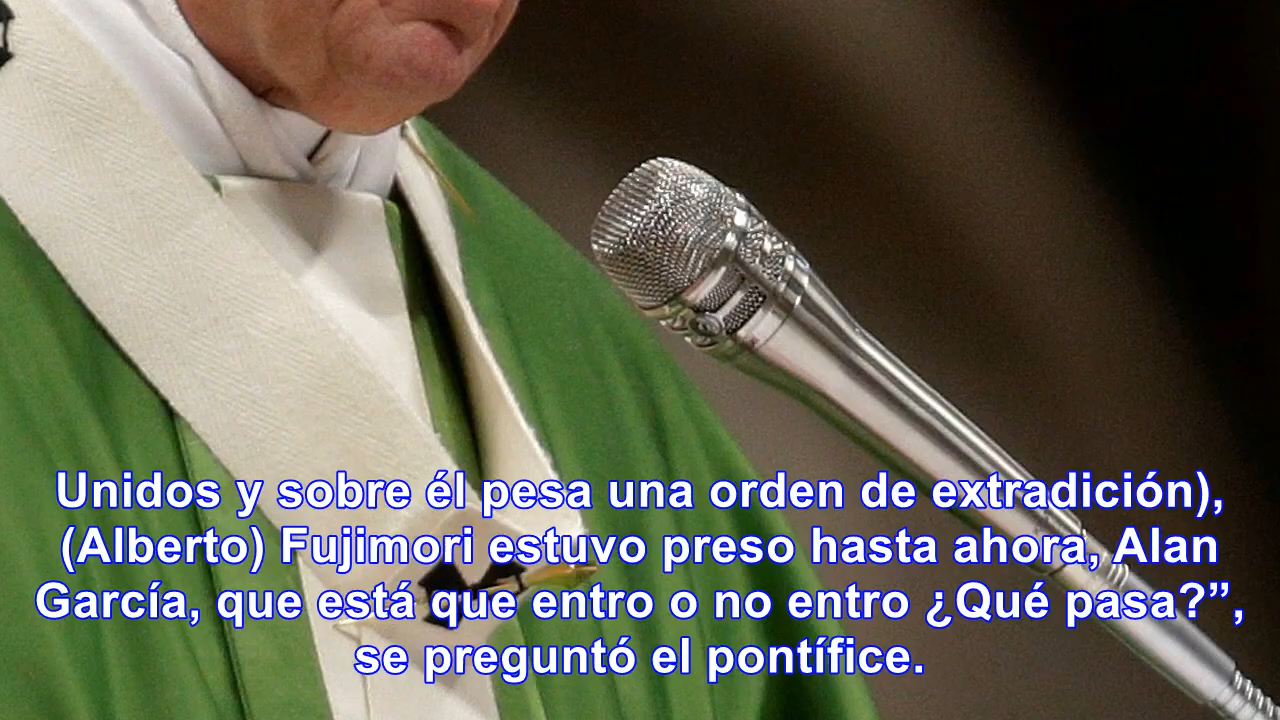 Unidos y sobre él pesa una orden de extradición),
(Alberto) Fujimori estuvo preso hasta ahora, Alan
García, que está que entro o no entro ¿Qué pasa?”,
se preguntó el pontífice.